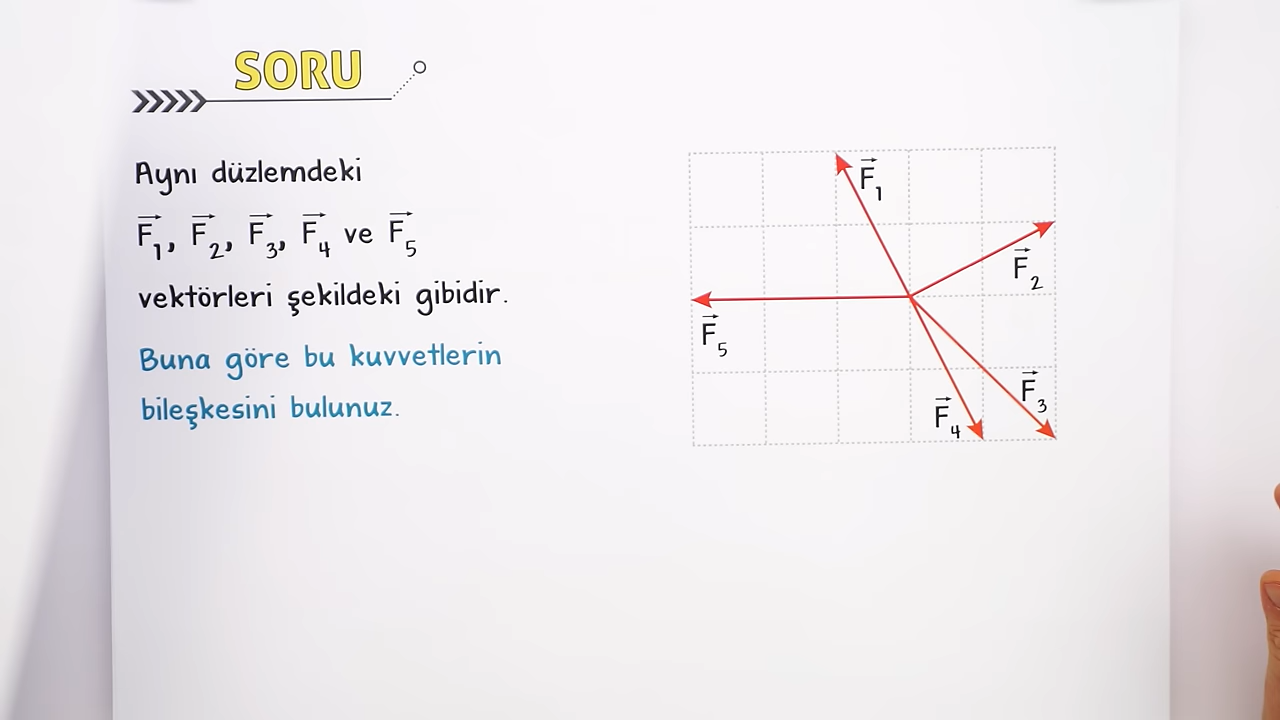 SORU
Aynı düzlemdeki
F₁, F₂, F₃, F₄ ve F₅
vektörleri şekildeki gibidir.
Buna göre bu kuvvetlerin
bileşkesini bulunuz.
F₁
F₂
F₅
F₃
F₄